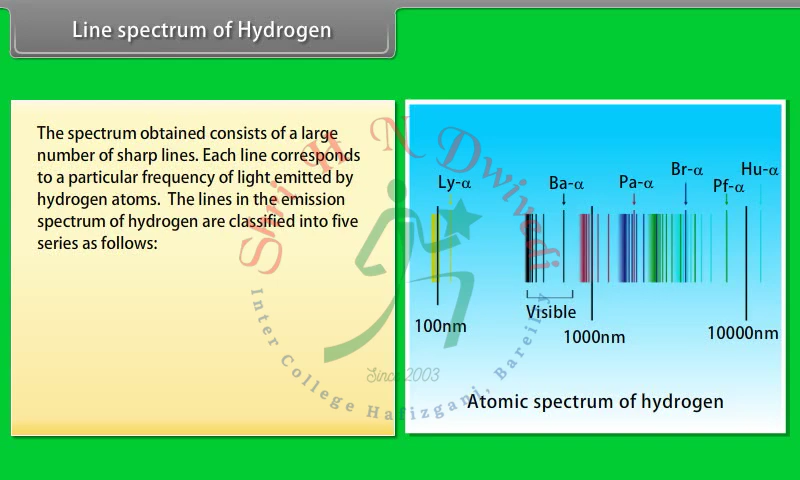 Line spectrum of Hydrogen
The spectrum obtained consists of a large
number of sharp lines. Each line corresponds
to a particular frequency of light emitted by
hydrogen atoms. The lines in the emission
spectrum of hydrogen are classified into five
series as follows:
Ly-α
Ba-α
Pa-α
Br-α
Pf-α
Hu-α
Visible
100nm
1000nm
10000nm
Atomic spectrum of hydrogen
Shri H N Dwivedi
Inter College Hafizganj, Bareilly
Since 2003